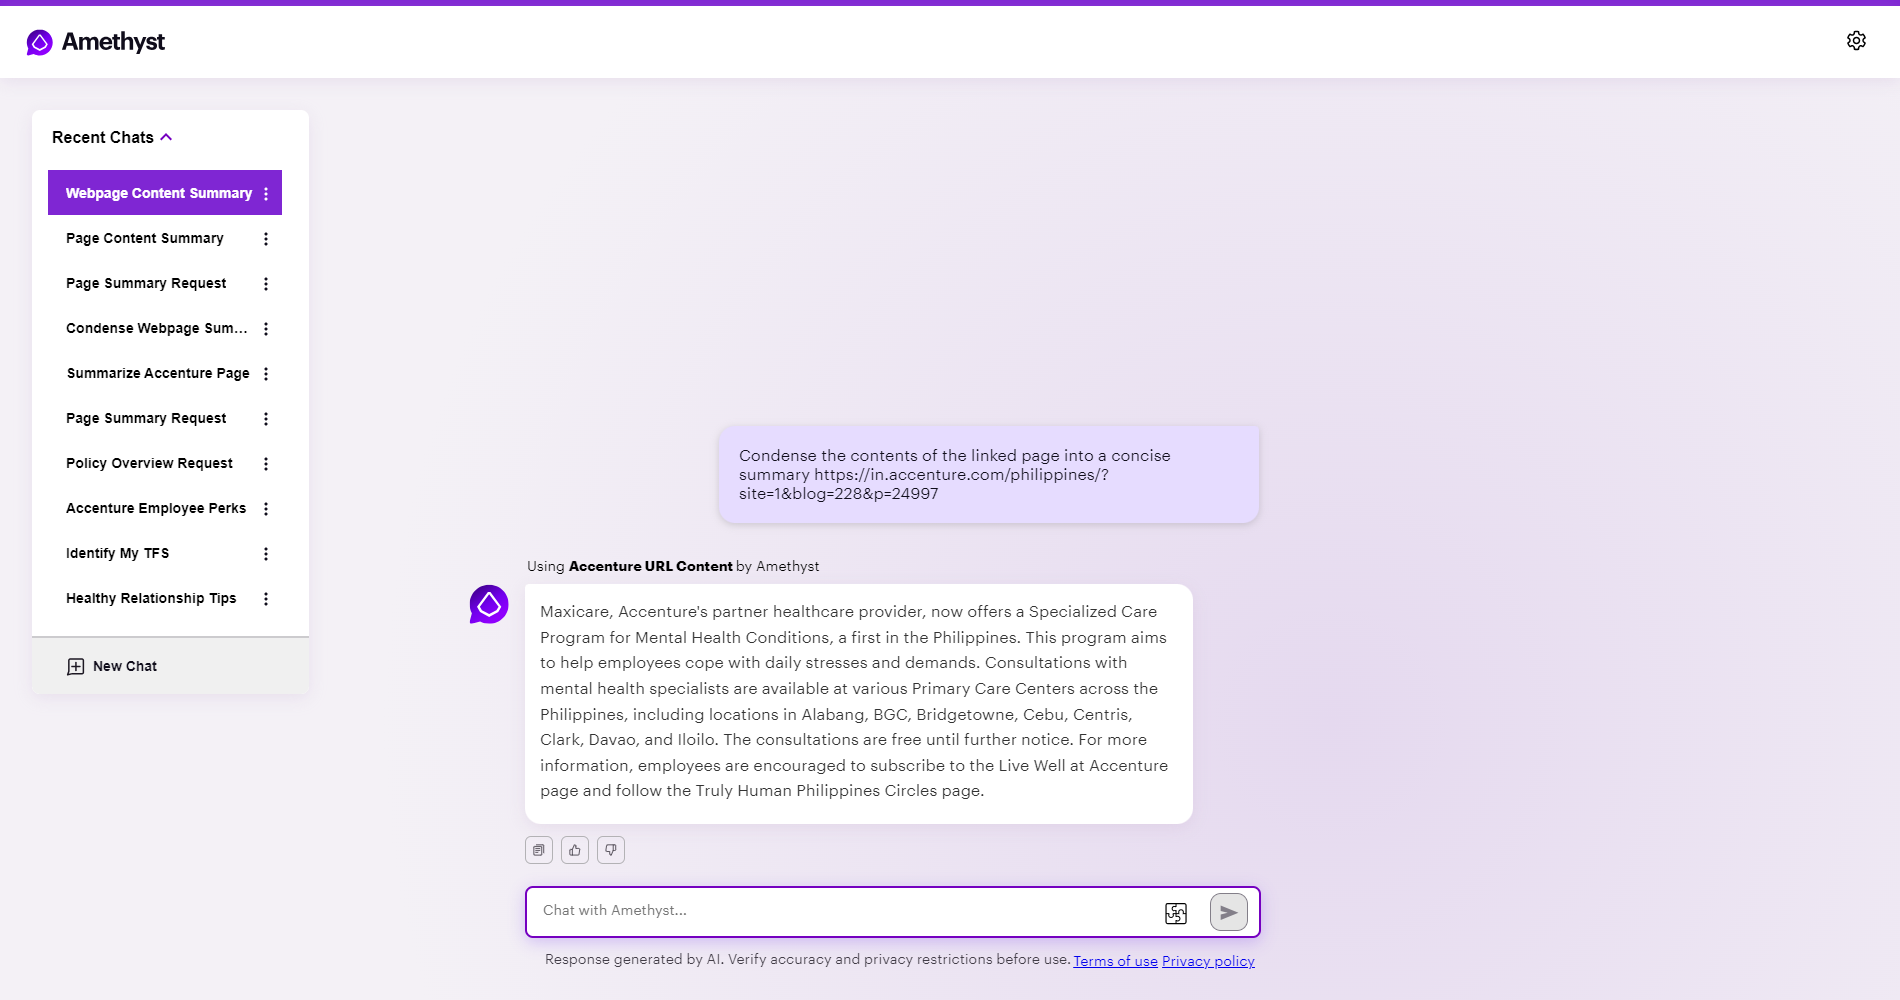 Amethyst
Recent Chats
Webpage Content Summary
Page Content Summary
Page Summary Request
Condense Webpage Sum...
Summarize Accenture Page
Page Summary Request
Policy Overview Request
Accenture Employee Perks
Identify My TFS
Healthy Relationship Tips
New Chat
Condense the contents of the linked page into a concise
summary https://in.accenture.com/philippines/?
site=1&blog=228&p=24997
Using Accenture URL Content by Amethyst
Maxicare, Accenture's partner healthcare provider, now offers a Specialized Care
Program for Mental Health Conditions, a first in the Philippines. This program aims
to help employees cope with daily stresses and demands. Consultations with
mental health specialists are available at various Primary Care Centers across the
Philippines, including locations in Alabang, BGC, Bridgetowne, Cebu, Centris,
Clark, Davao, and Iloilo. The consultations are free until further notice. For more
information, employees are encouraged to subscribe to the Live Well at Accenture
page and follow the Truly Human Philippines Circles page.
Chat with Amethyst...
Response generated by AI. Verify accuracy and privacy restrictions before use. Terms of use Privacy policy